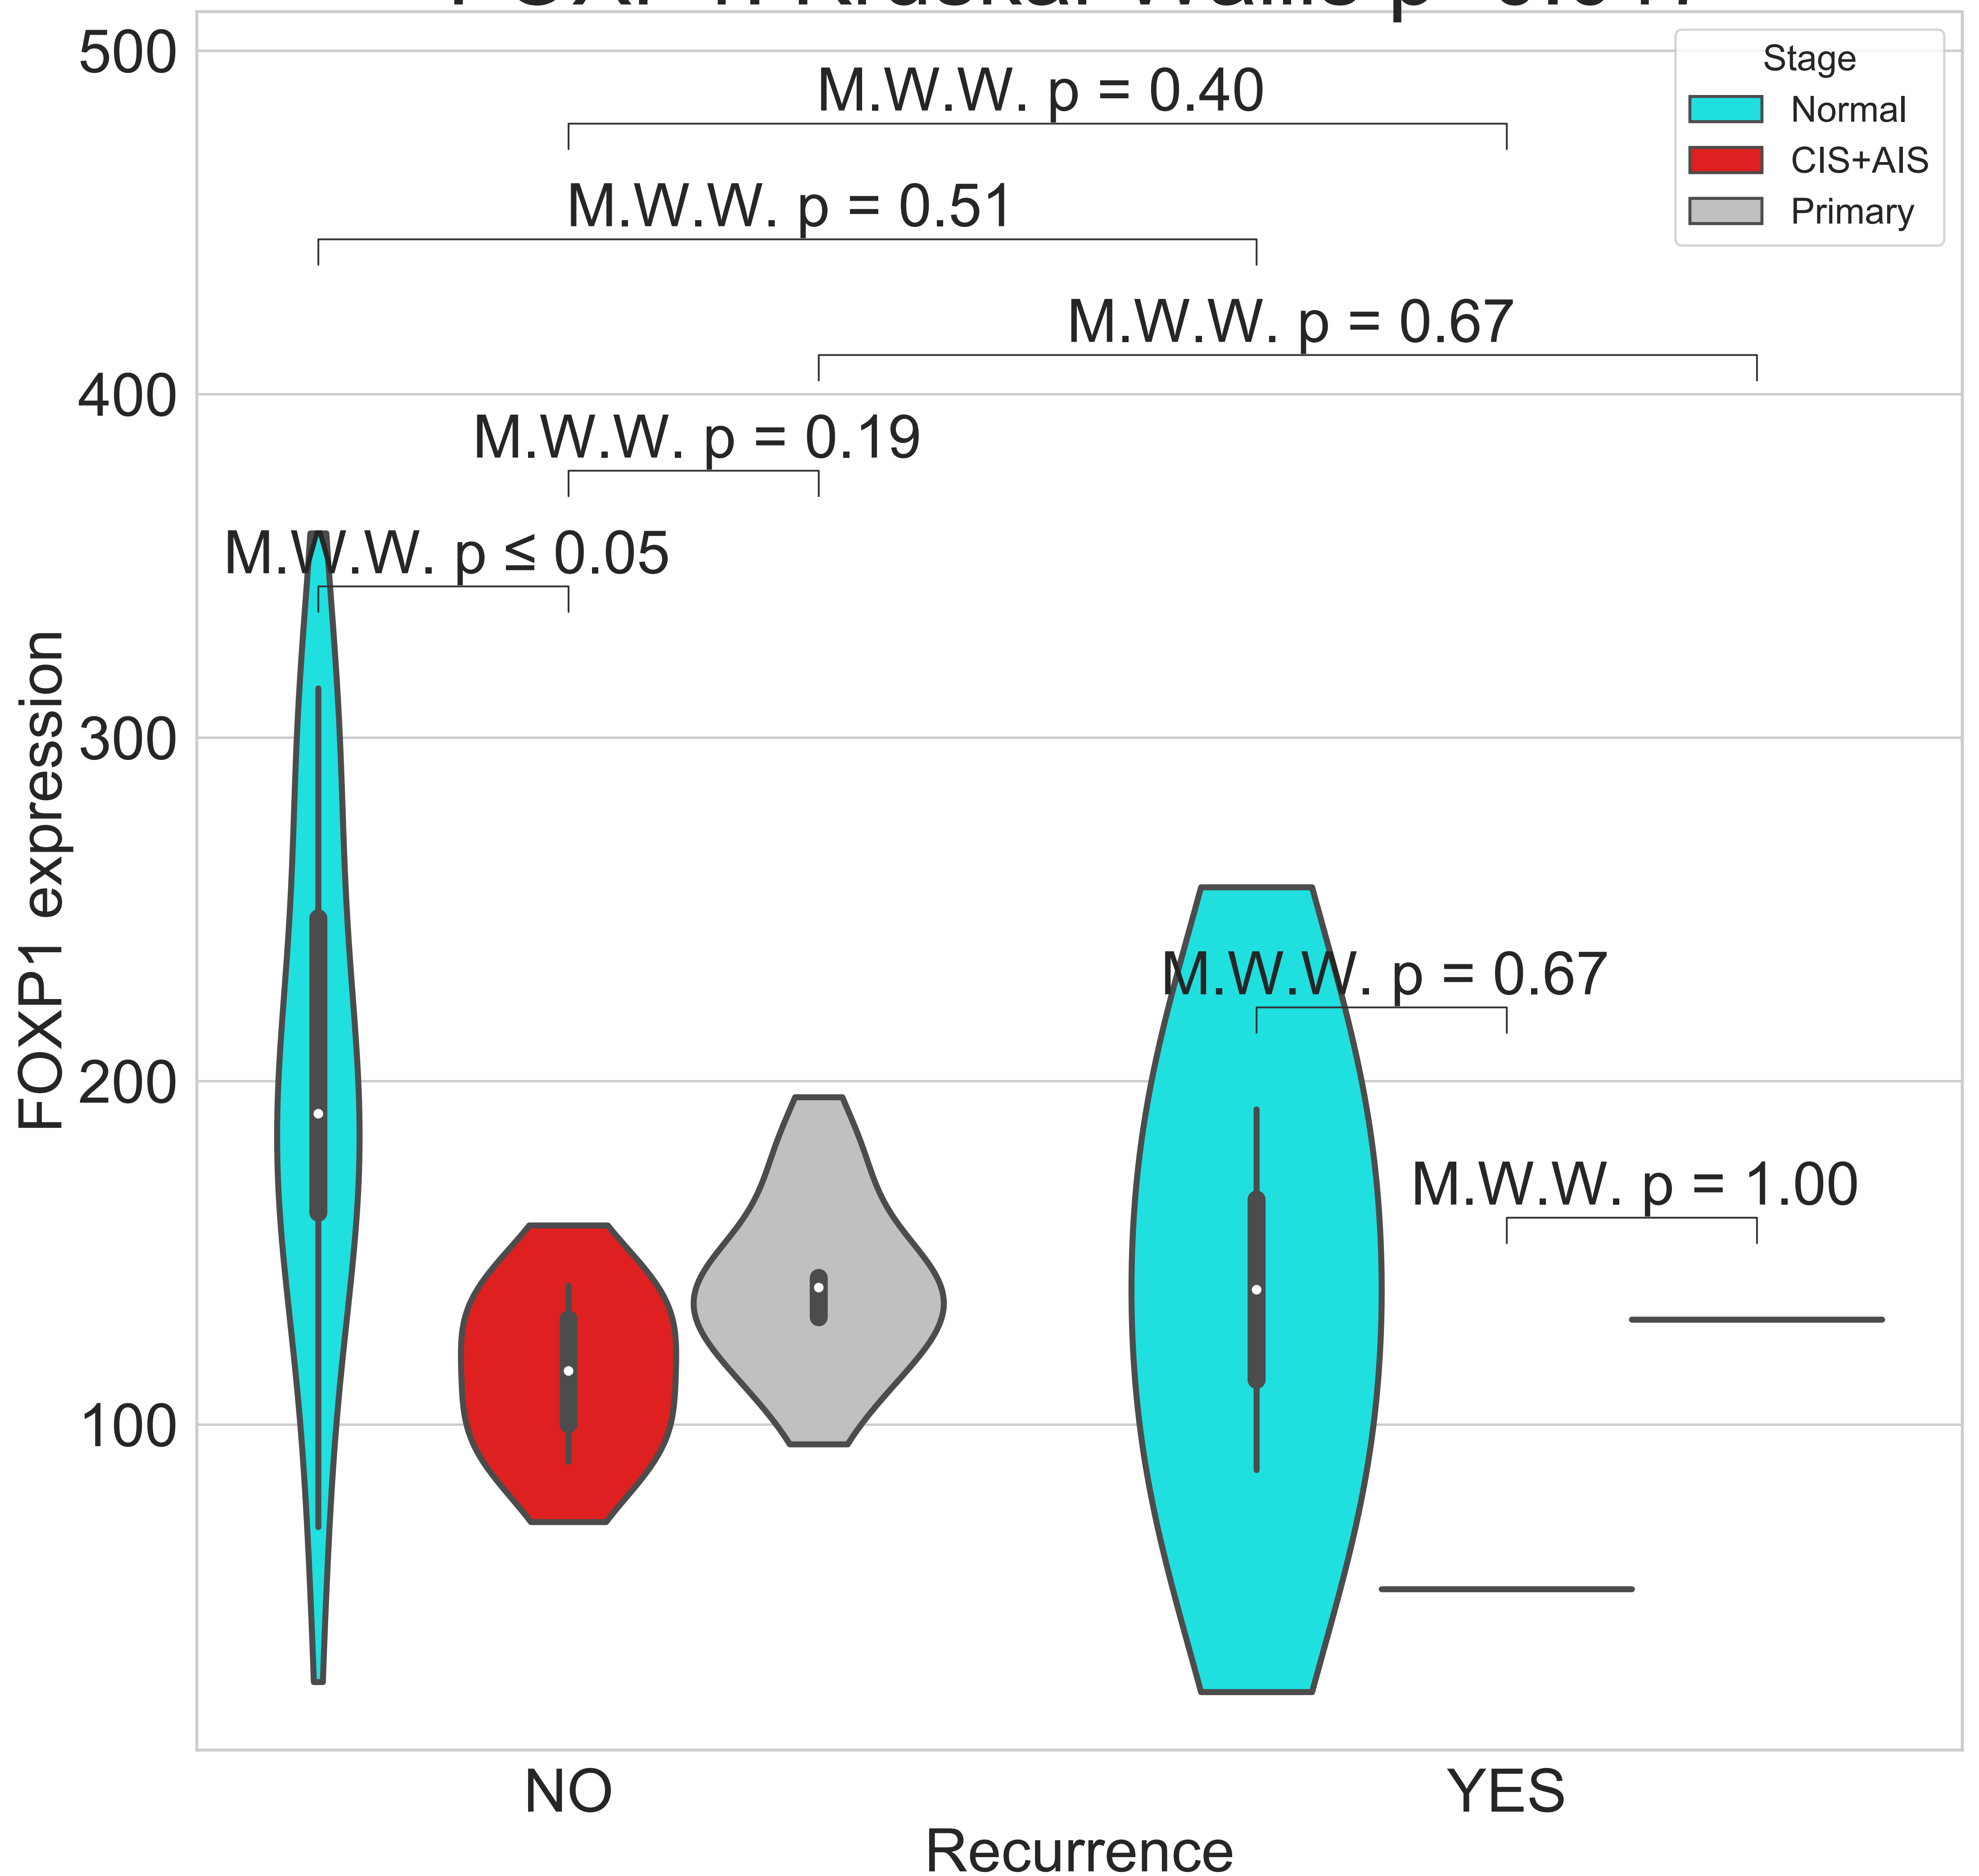 500
M.W.W. p = 0.40
Stage
Normal
CIS+AIS
Primary
M.W.W. p = 0.51
M.W.W. p = 0.67
400
M.W.W. p = 0.19
M.W.W. p ≤ 0.05
300
FOXP1 expression
M.W.W. p = 0.67
200
M.W.W. p = 1.00
100
NO
YES
Recurrence